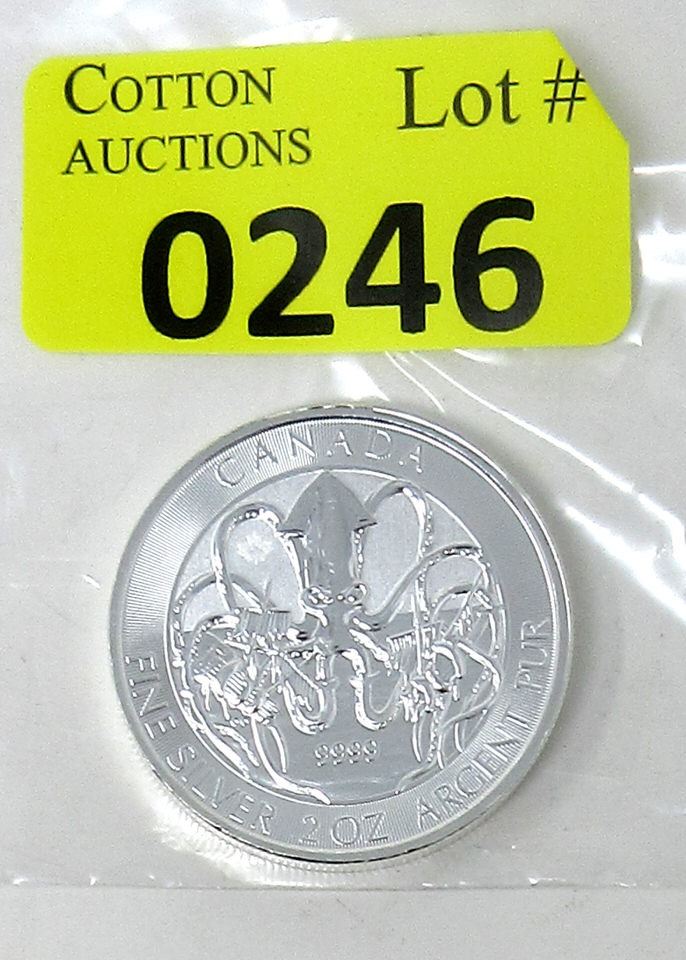 COTTON
AUCTIONS
Lot #
0246
CANADA
9999
FINE SILVER 2 OZ ARGENT PUR